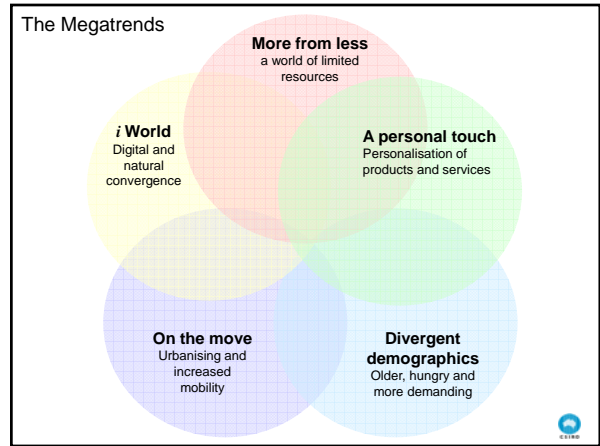 The Megatrends
More from less
a world of limited
resources
i World
Digital and
natural
convergence
A personal touch
Personalisation of
products and services
On the move
Urbanising and
increased
mobility
Divergent
demographics
Older, hungry and
more demanding
CSIRO